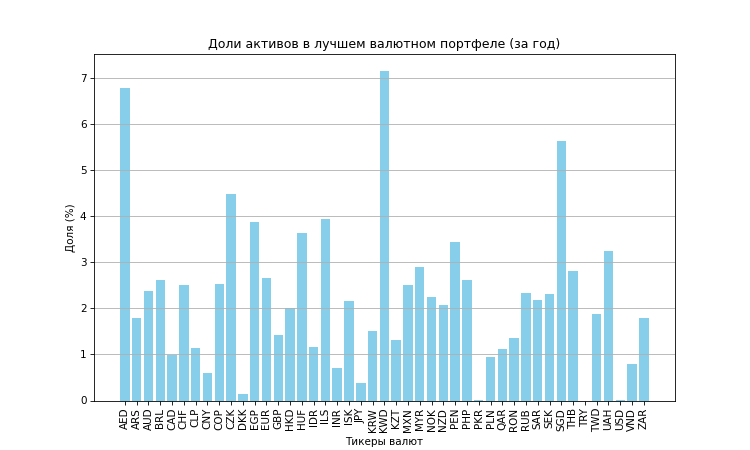 Доли активов в лучшем валютном портфеле (за год)
Доля (%)
7
6
5
4
3
2
1
0
AED
ARS
AUD
BRL
CAD
CHF
CLP
CNY
COP
CZK
DKK
EGP
EUR
GBP
HKD
HUF
IDR
ILS
INR
ISK
JPY
KRW
KWD
KZT
MXN
MYR
NOK
NZD
PEN
PHP
PKR
PLN
QAR
RON
RUB
SAR
SEK
SGD
THB
TRY
TWD
UAH
USD
VND
ZAR
Тикеры валют